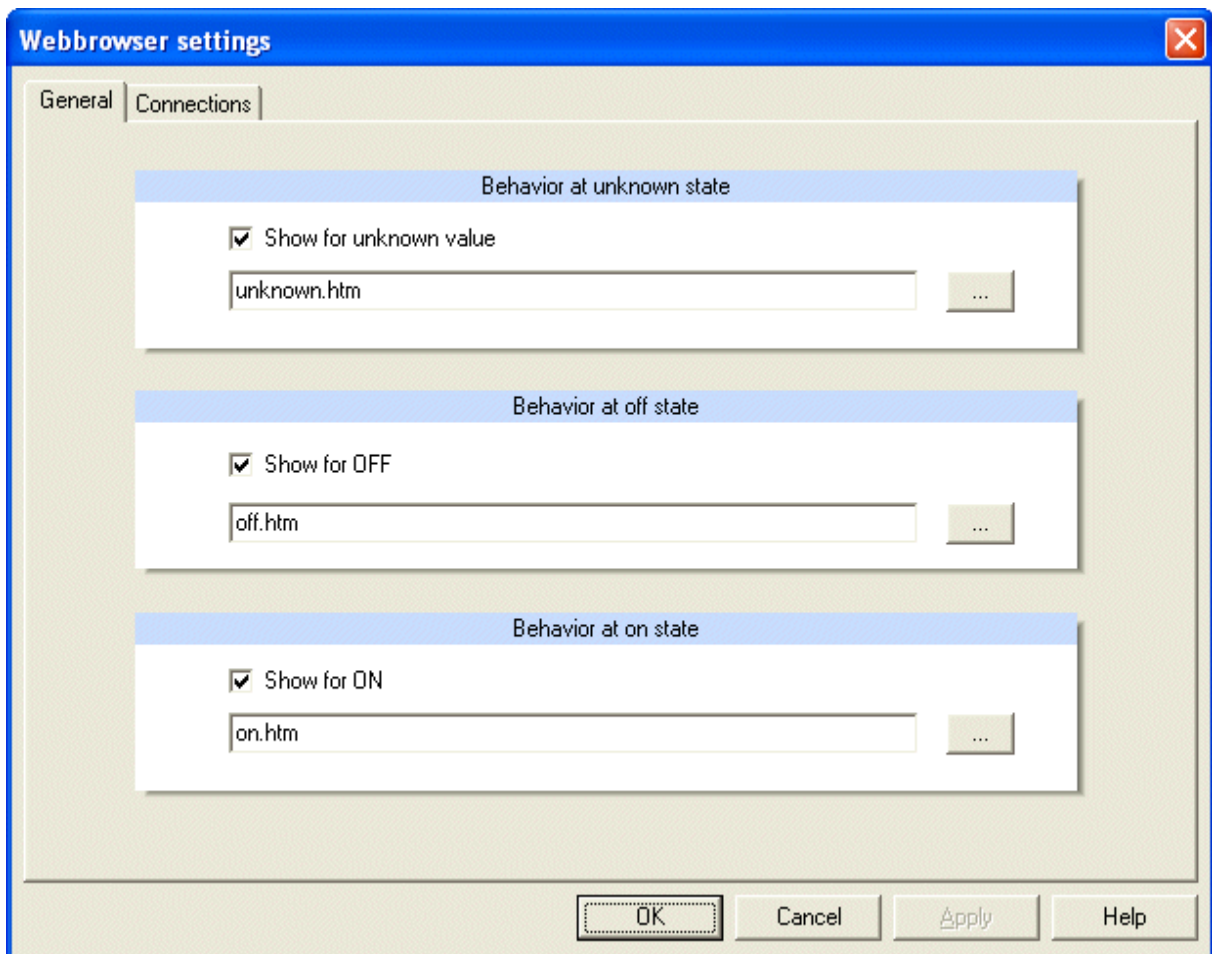 Webbrowser settings
General Connections
Behavior at unknown state
Show for unknown value
unknown.htm ...
Behavior at off state
Show for OFF
off.htm ...
Behavior at on state
Show for ON
on.htm ...
OK Cancel Apply Help